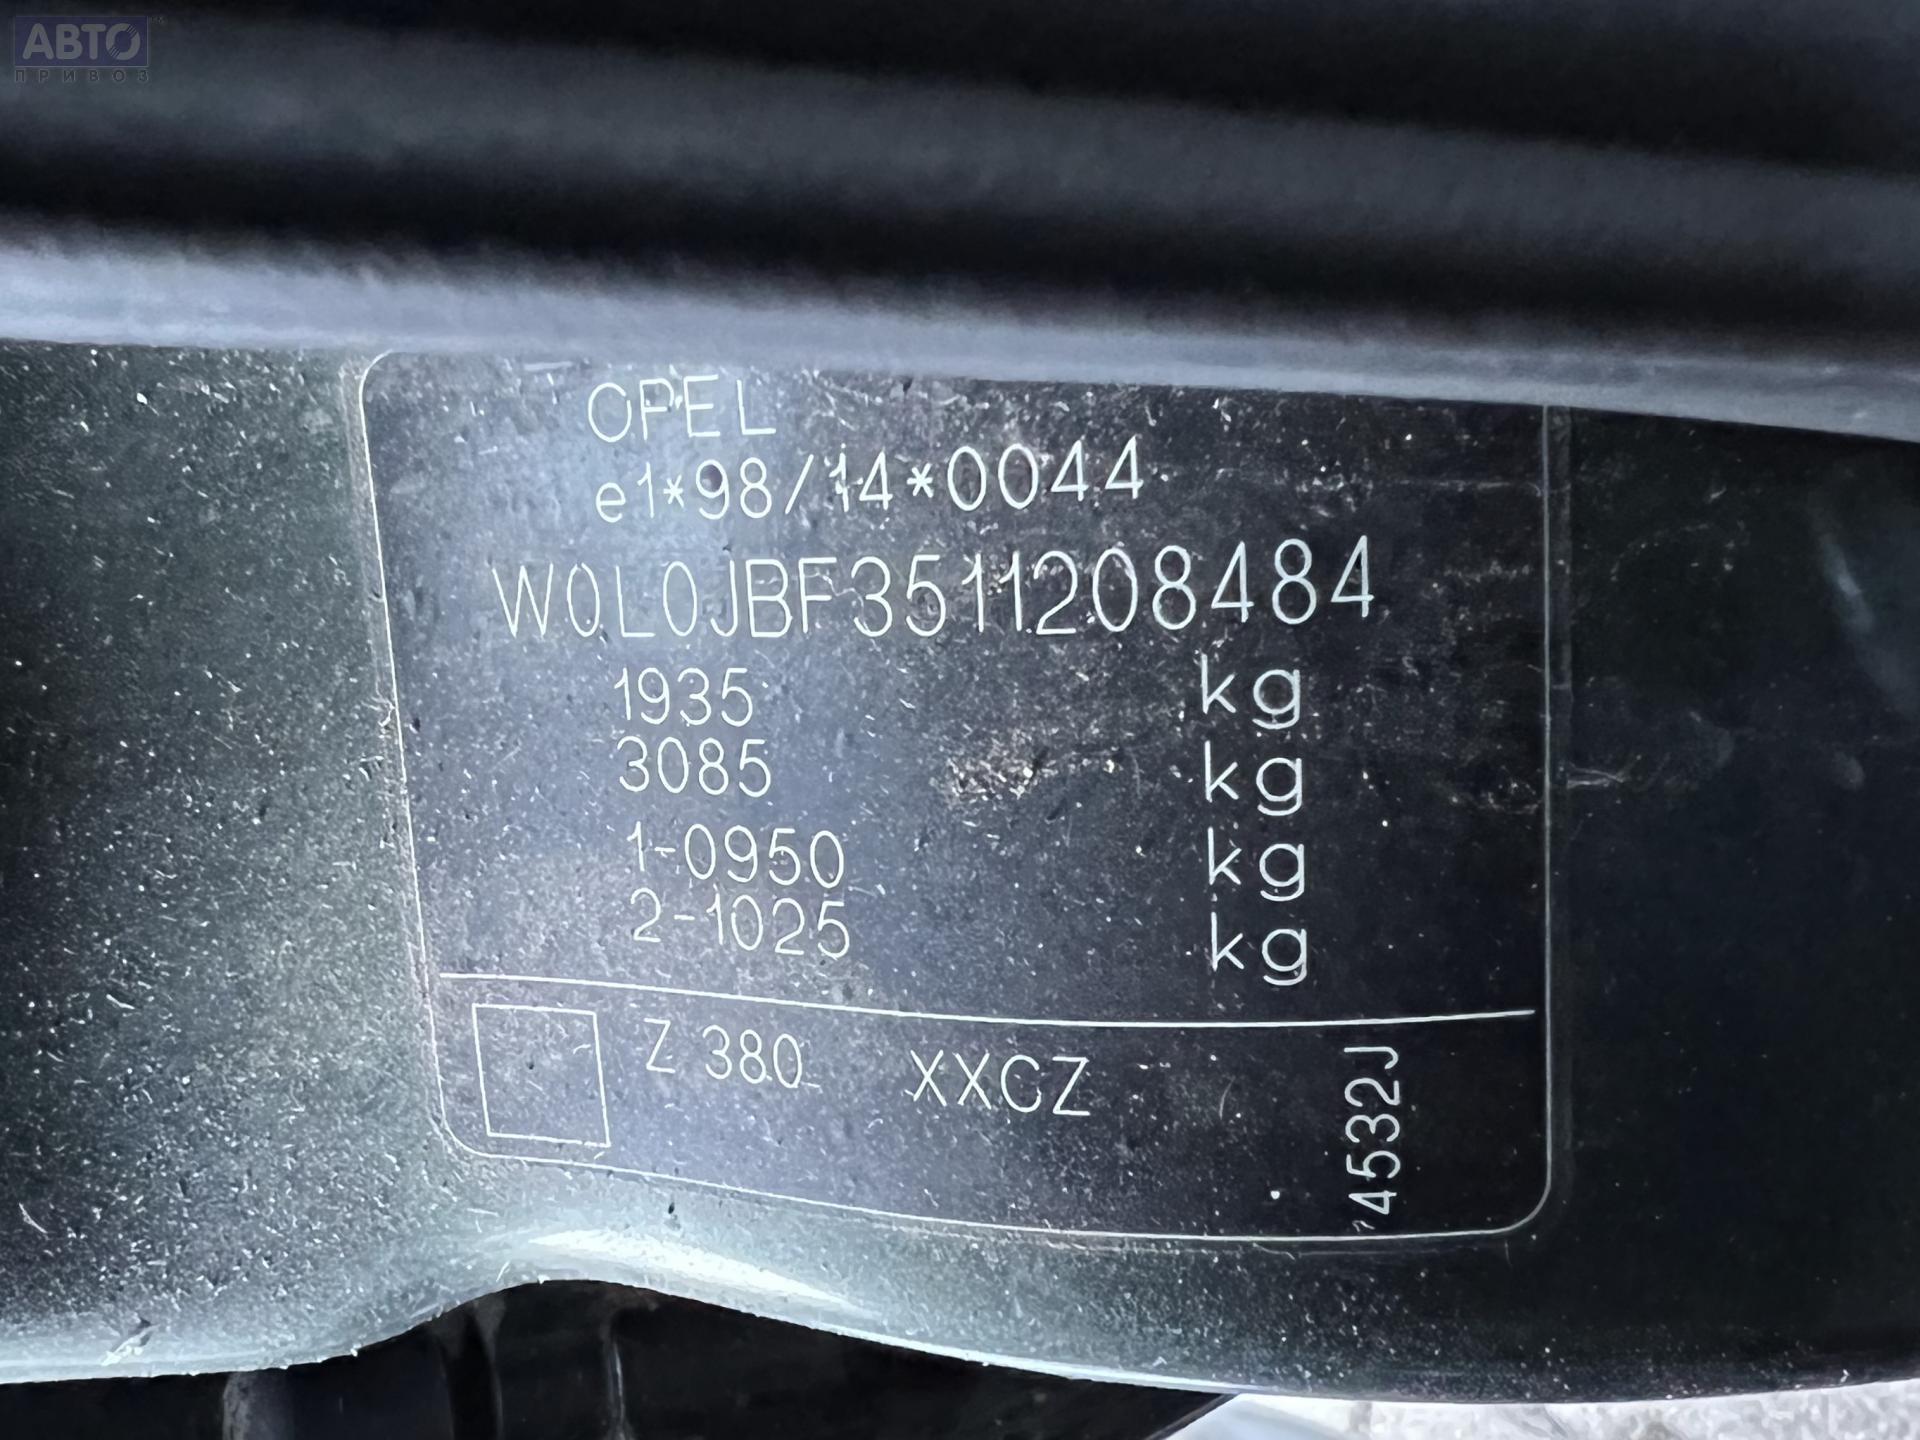 АВТО
ПРИВОЗ
OPEL
e1*98/14*0044
W0L0JBF3511208484
1935 kg
3085 kg
1-0950 kg
2-1025 kg
Z 380 XXCZ
4532J